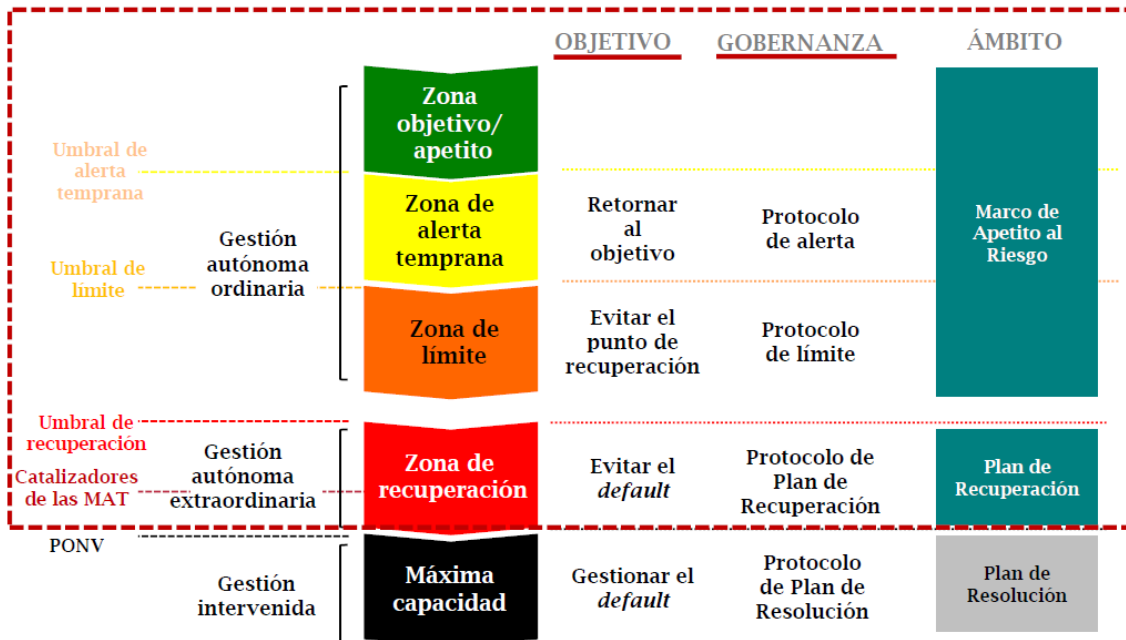 OBJETIVO
GOBERNANZA
ÁMBITO
Zona
objetivo/
apetito
Umbral de
alerta
temprana
Zona de
alerta
temprana
Retornar
al
objetivo
Protocolo
de alerta
Marco de
Apetito al
Riesgo
Gestión
autónoma
ordinaria
Umbral de
límite
Zona de
límite
Evitar el
punto de
recuperación
Protocolo
de límite
Umbral de
recuperación
Catalizadores
de las MAT
Gestión
autónoma
extraordinaria
Zona de
recuperación
Evitar el
default
Protocolo de
Plan de
Recuperación
Plan de
Recuperación
PONV
Gestión
intervenida
Máxima
capacidad
Gestionar el
default
Protocolo
de Plan de
Resolución
Plan de
Resolución